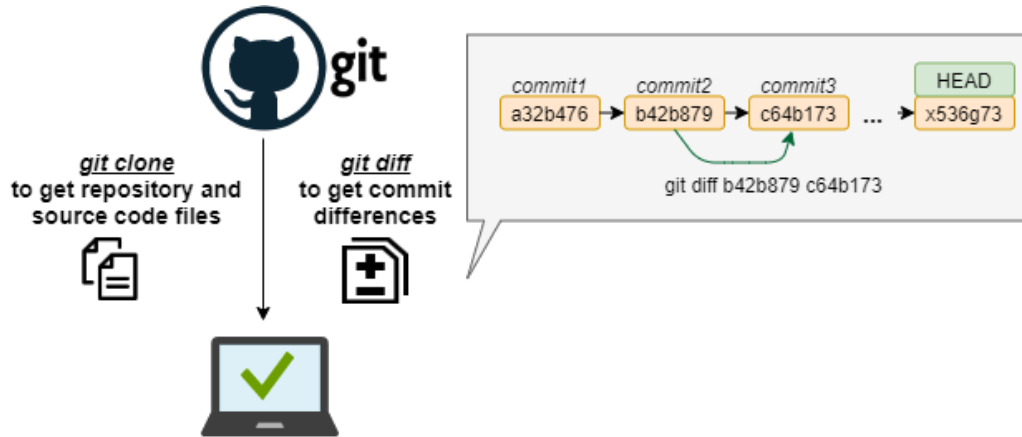 git
git clone
to get repository and
source code files
git diff
to get commit
differences
commit1 commit2 commit3 HEAD
a32b476 b42b879 c64b173 ... x536g73
git diff b42b879 c64b173